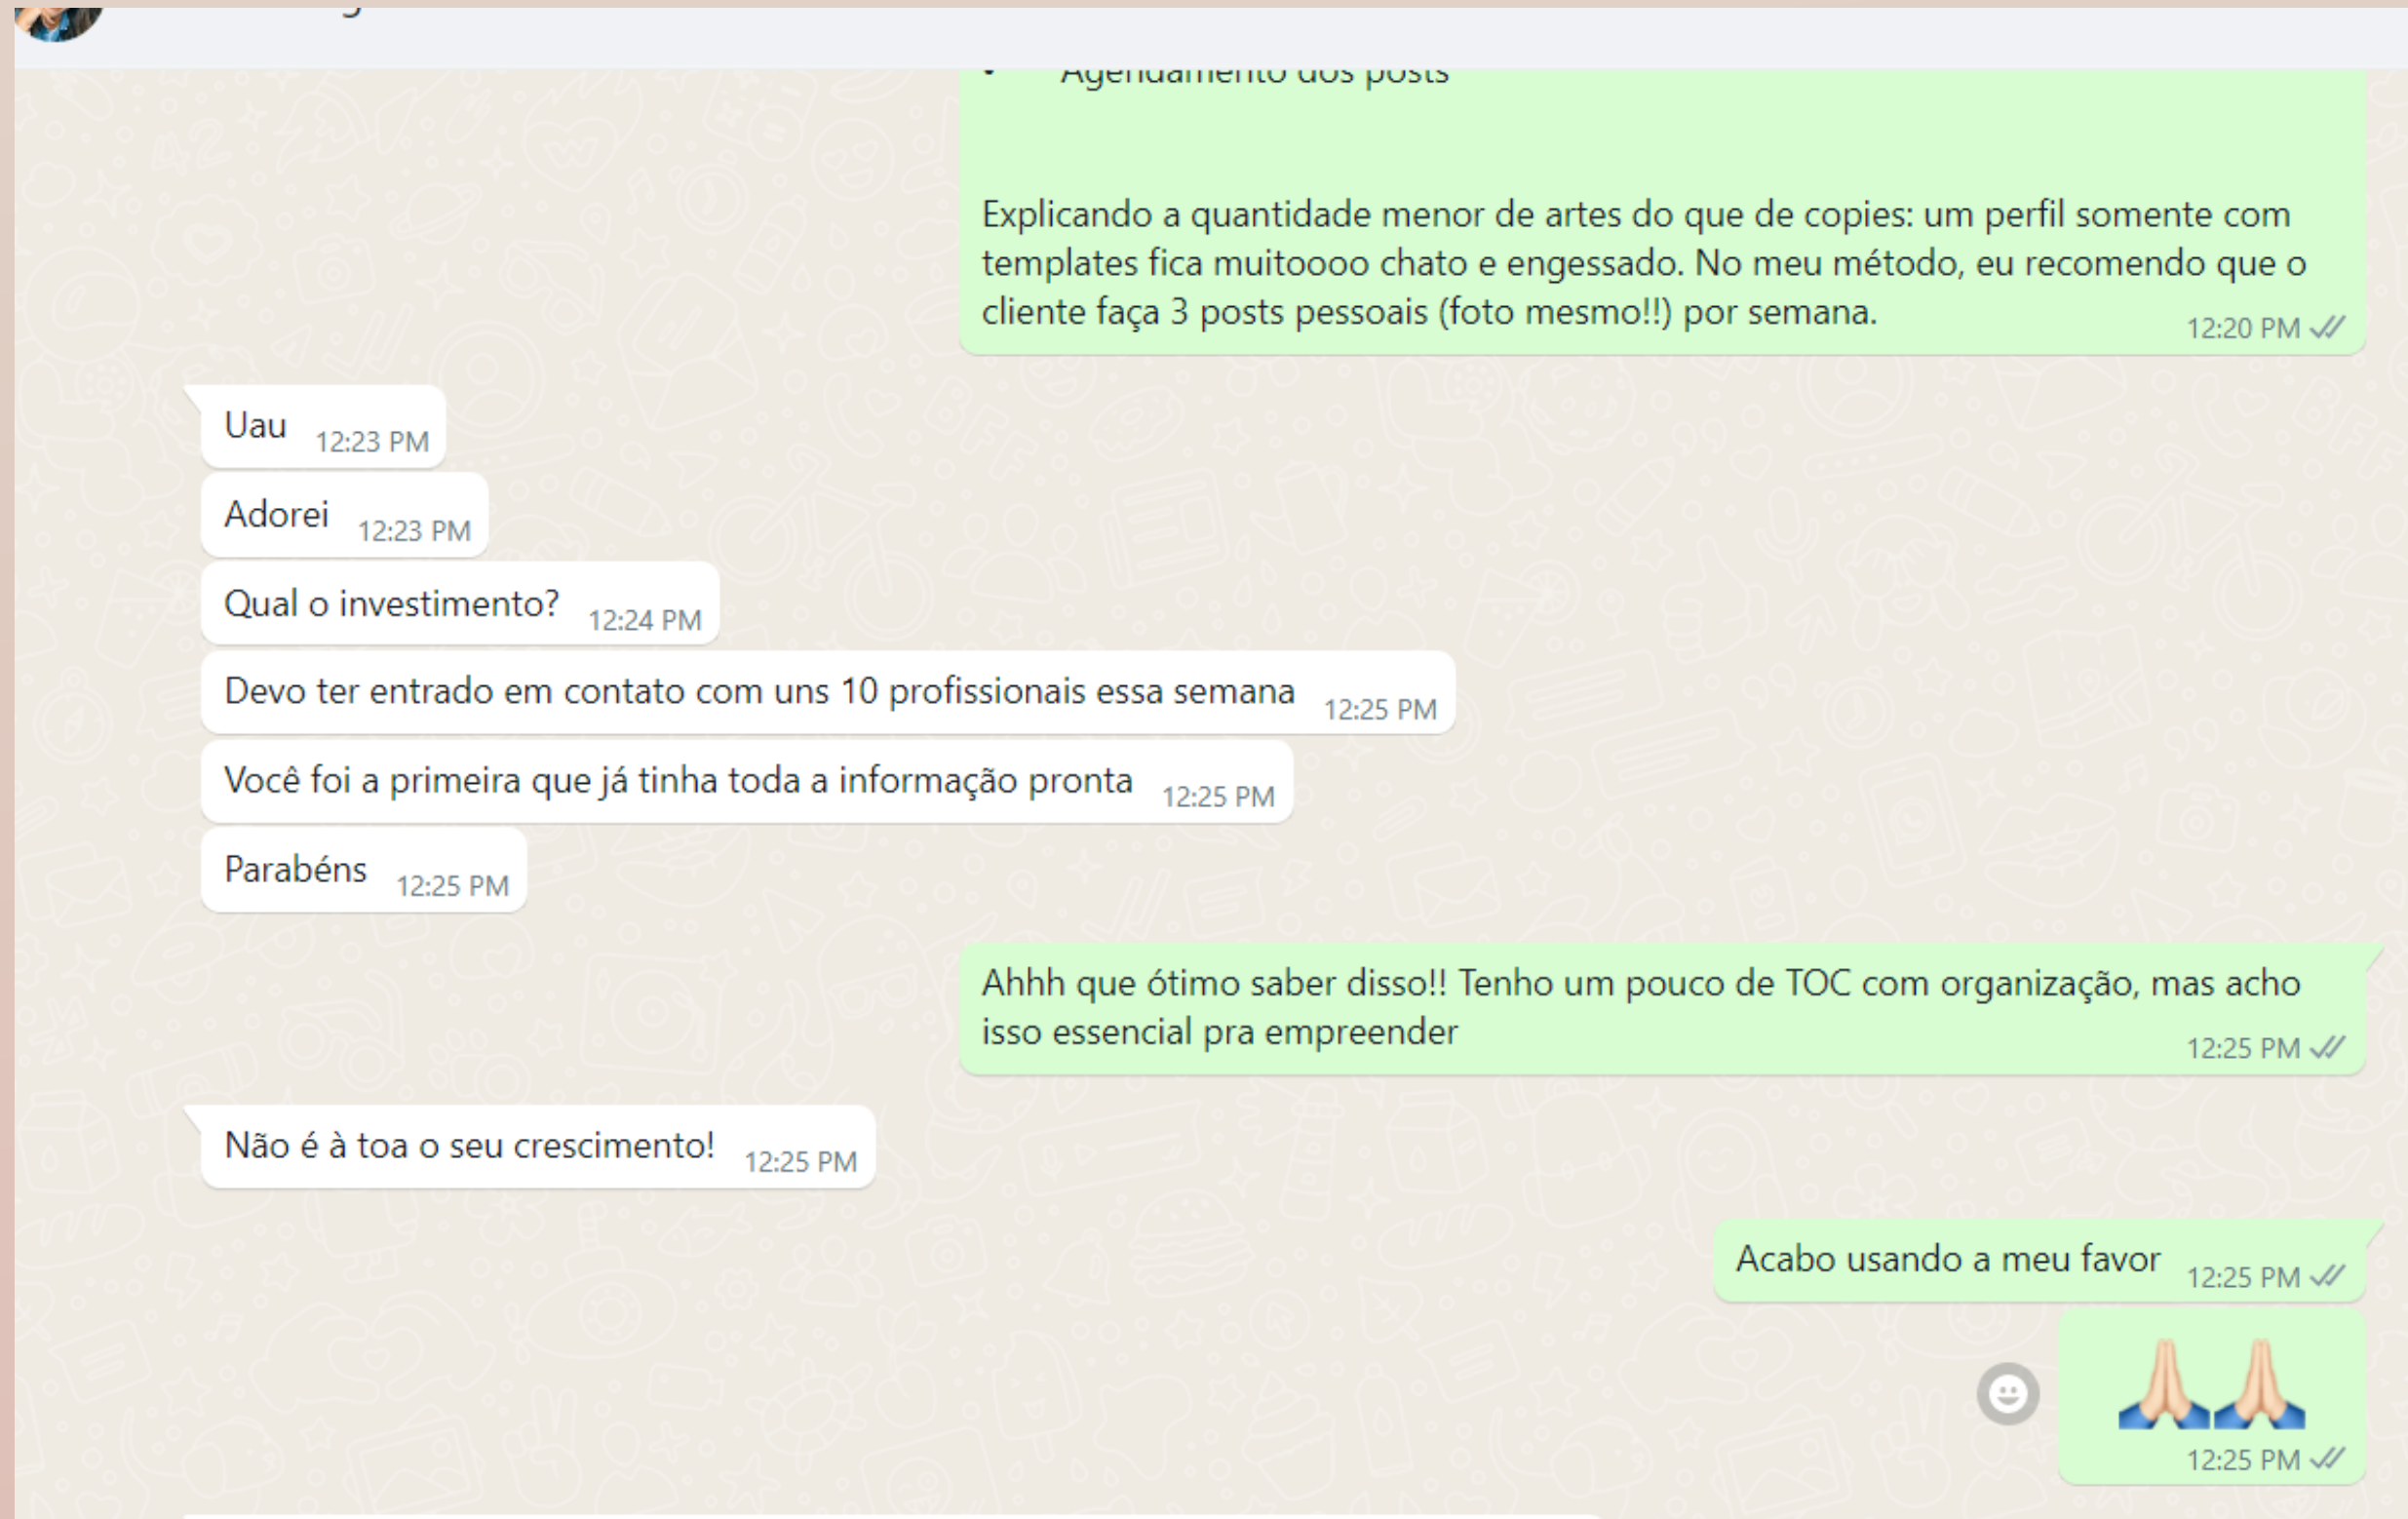 • Agendamento dos posts
Explicando a quantidade menor de artes do que de copies: um perfil somente com
templates fica muitoooo chato e engessado. No meu método, eu recomendo que o
cliente faça 3 posts pessoais (foto mesmo!!) por semana.
12:20 PM
Uau 12:23 PM
Adorei 12:23 PM
Qual o investimento? 12:24 PM
Devo ter entrado em contato com uns 10 profissionais essa semana 12:25 PM
Você foi a primeira que já tinha toda a informação pronta 12:25 PM
Parabéns 12:25 PM
Ahhh que ótimo saber disso!! Tenho um pouco de TOC com organização, mas acho
isso essencial pra empreender
12:25 PM
Não é à toa o seu crescimento! 12:25 PM
Acabo usando a meu favor 12:25 PM
🙏🏻🙏🏻
12:25 PM